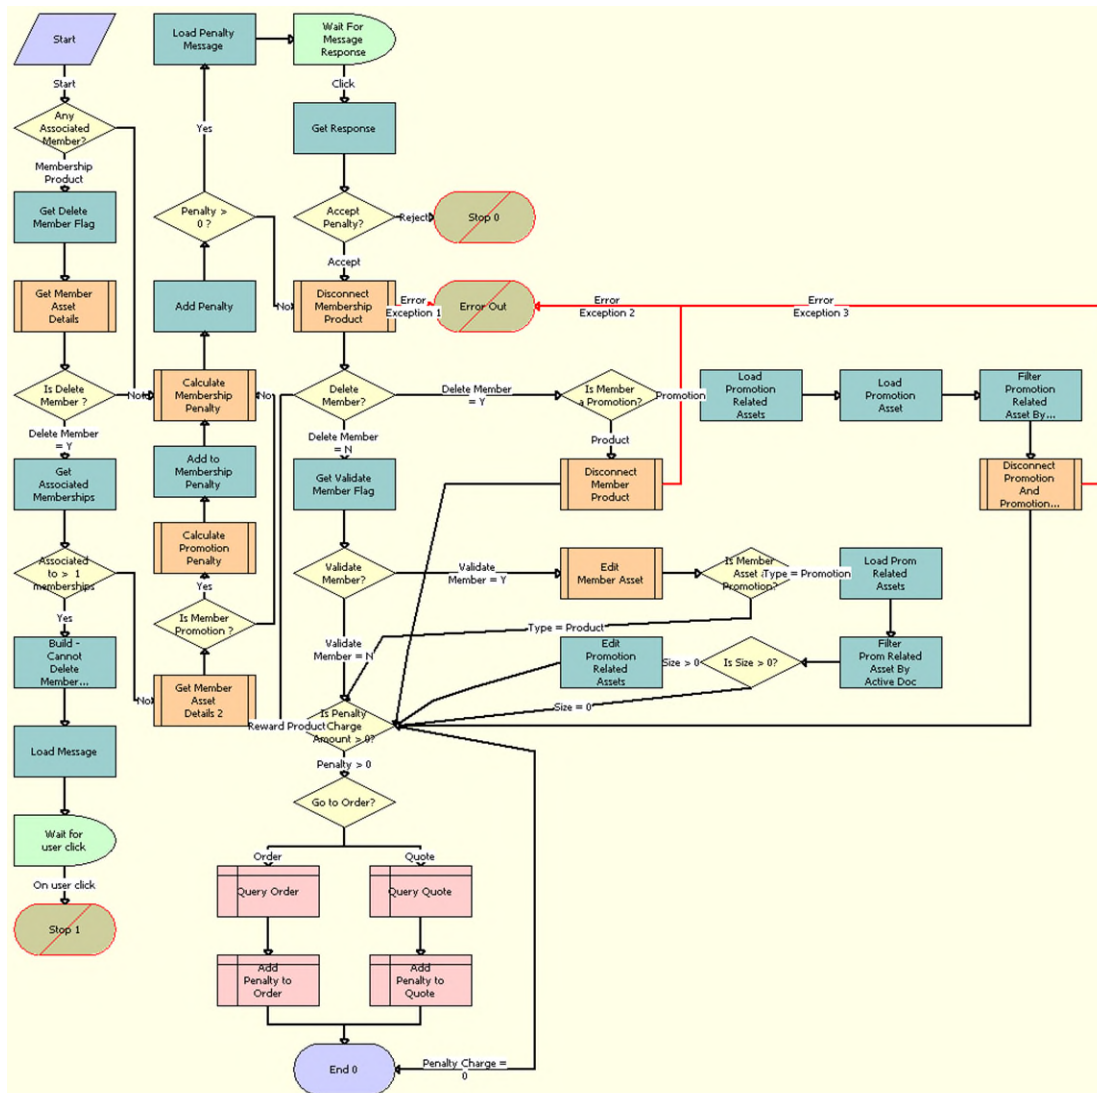 Start
Load Penalty
Message
Wait For
Message
Response
Start
Click
Any
Associated
Member?
Yes
Get Response
Membership
Product
Get Delete
Member Flag
Penalty >
0 ?
Accept
Penalty?
Reject
Stop 0
Accept
Get Member
Asset
Details
Add Penalty
No
Disconnect
Membership
Product
Error
Exception 1
Error Out
Error
Exception 2
Error
Exception 3
Is Delete
Member ?
Calculate
Membership
Penalty
No
Delete
Member?
Delete Member
= Y
Is Member
a Promotion?
Promotion
Load
Promotion
Related
Assets
Load
Promotion
Asset
Filter
Promotion
Related
Asset By...
Delete Member
= Y
Delete Member
= N
Product
Get
Associated
Memberships
Add to
Membership
Penalty
Get Validate
Member Flag
Disconnect
Member
Product
Disconnect
Promotion
And
Promotion...
Associated
to > 1
memberships
Calculate
Promotion
Penalty
Validate
Member?
Validate
Member = Y
Edit
Member Asset
Is Member
Asset a
Promotion?
Type = Promotion
Load Prom
Related
Assets
Yes
Yes
Is Member
Promotion ?
Type = Product
Build -
Cannot
Delete
Member...
Validate
Member = N
Edit
Promotion
Related
Assets
Size > 0
Is Size > 0?
Filter
Prom Related
Asset By
Active Doc
No
Get Member
Asset
Details 2
Size = 0
Reward Product
Is Penalty
Charge
Amount > 0?
Load Message
Penalty > 0
Go to Order?
Wait for
user click
Order
Quote
On user click
Query Order
Query Quote
Stop 1
Add
Penalty to
Order
Add
Penalty to
Quote
End 0
Penalty Charge =
0